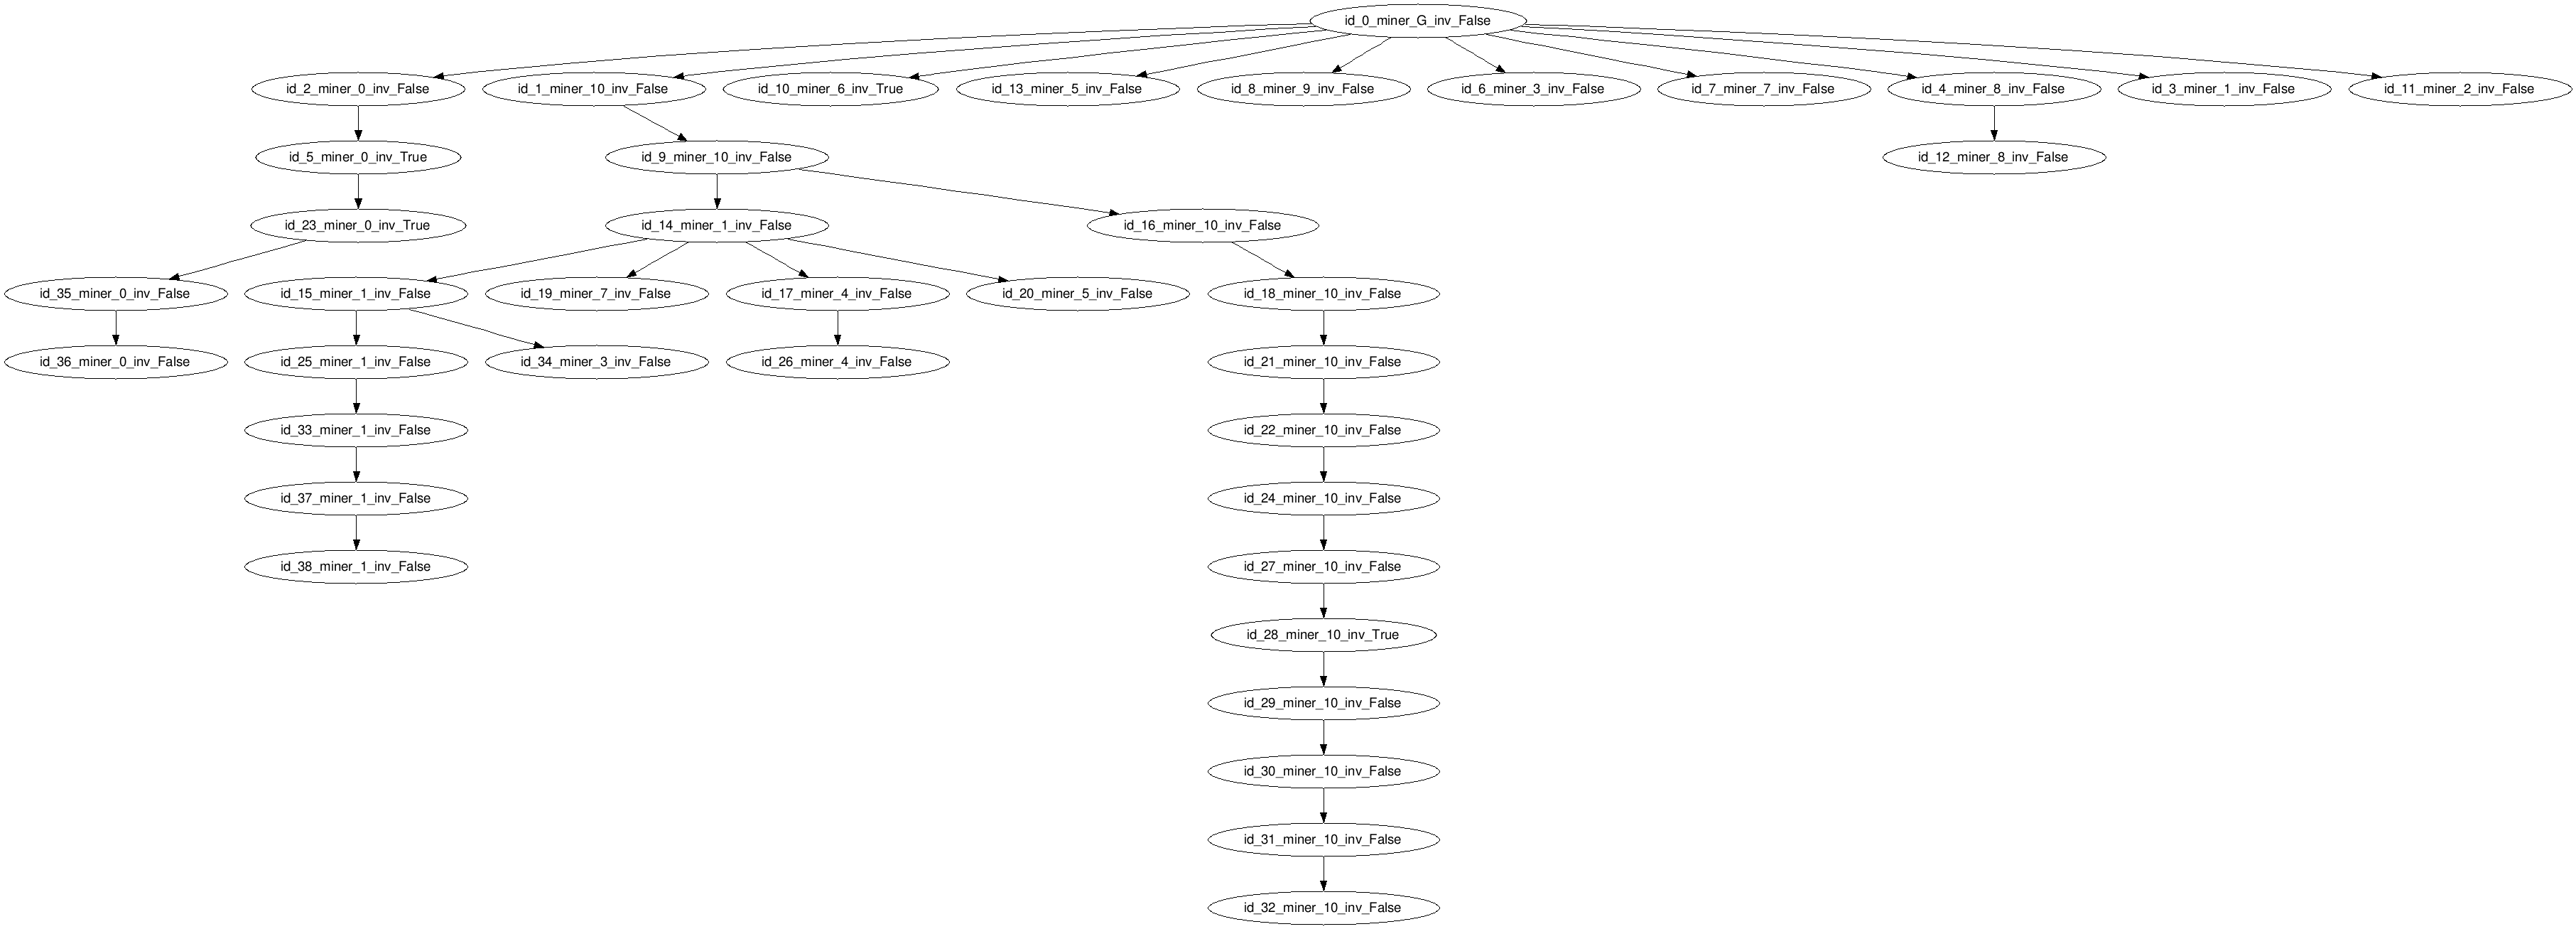 id_0_miner_G_inv_False
id_2_miner_0_inv_False
id_1_miner_10_inv_False
id_10_miner_6_inv_True
id_13_miner_5_inv_False
id_8_miner_9_inv_False
id_6_miner_3_inv_False
id_7_miner_7_inv_False
id_4_miner_8_inv_False
id_3_miner_1_inv_False
id_11_miner_2_inv_False
id_5_miner_0_inv_True
id_9_miner_10_inv_False
id_12_miner_8_inv_False
id_23_miner_0_inv_True
id_14_miner_1_inv_False
id_16_miner_10_inv_False
id_35_miner_0_inv_False
id_15_miner_1_inv_False
id_19_miner_7_inv_False
id_17_miner_4_inv_False
id_20_miner_5_inv_False
id_18_miner_10_inv_False
id_36_miner_0_inv_False
id_25_miner_1_inv_False
id_34_miner_3_inv_False
id_26_miner_4_inv_False
id_21_miner_10_inv_False
id_33_miner_1_inv_False
id_22_miner_10_inv_False
id_37_miner_1_inv_False
id_24_miner_10_inv_False
id_38_miner_1_inv_False
id_27_miner_10_inv_False
id_28_miner_10_inv_True
id_29_miner_10_inv_False
id_30_miner_10_inv_False
id_31_miner_10_inv_False
id_32_miner_10_inv_False